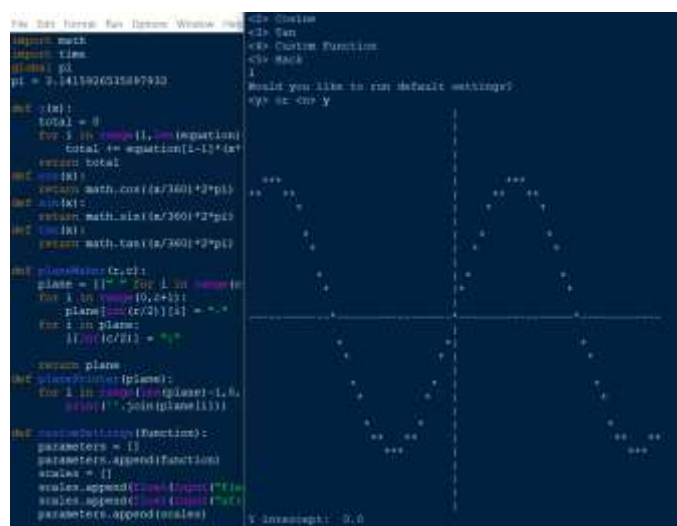 File Edit Format Run Options Window Help
import math
import time
global pi
pi = 3.1415926535897932
def y(x):
total = 0
for i in range(1,len(equation)
total += equation[i-1]*(x*
return total
def cos(x):
return math.cos((x/360)*2*pi)
def sin(x):
return math.sin((x/360)*2*pi)
def tan(x):
return math.tan((x/360)*2*pi)
def planeMaker(r,c):
plane = [[" " for i in range(c
for i in range(0,c+1):
plane[int(r/2)][i] = "-"
for i in plane:
i[int(c/2)] = "|"
return plane
def planePrinter(plane):
for i in range(len(plane)-1,0,
print(''.join(plane[i]))
def customSettings(function):
parameters = []
parameters.append(function)
scales = []
scales.append(float(input(
scales.append(float(input(
parameters.append(scales)
<2> Cosine
<3> Tan
<4> Custom Function
<5> Back
1
Would you like to run default settings?
<y> or <n> y
Y intercept: 0.0